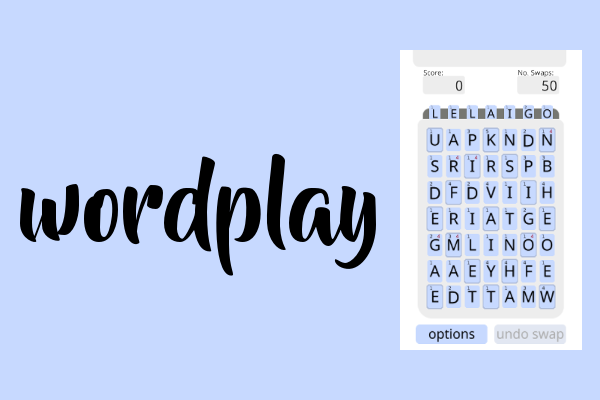 wordplay
Score:
No. Swaps:
0
50
L E L A I G O
U A P K N D N
S R I R S P B
D F D V I I H
E R I A T G E
G M L I N O O
A A E Y H F E
E D T T A M W
options
undo swap